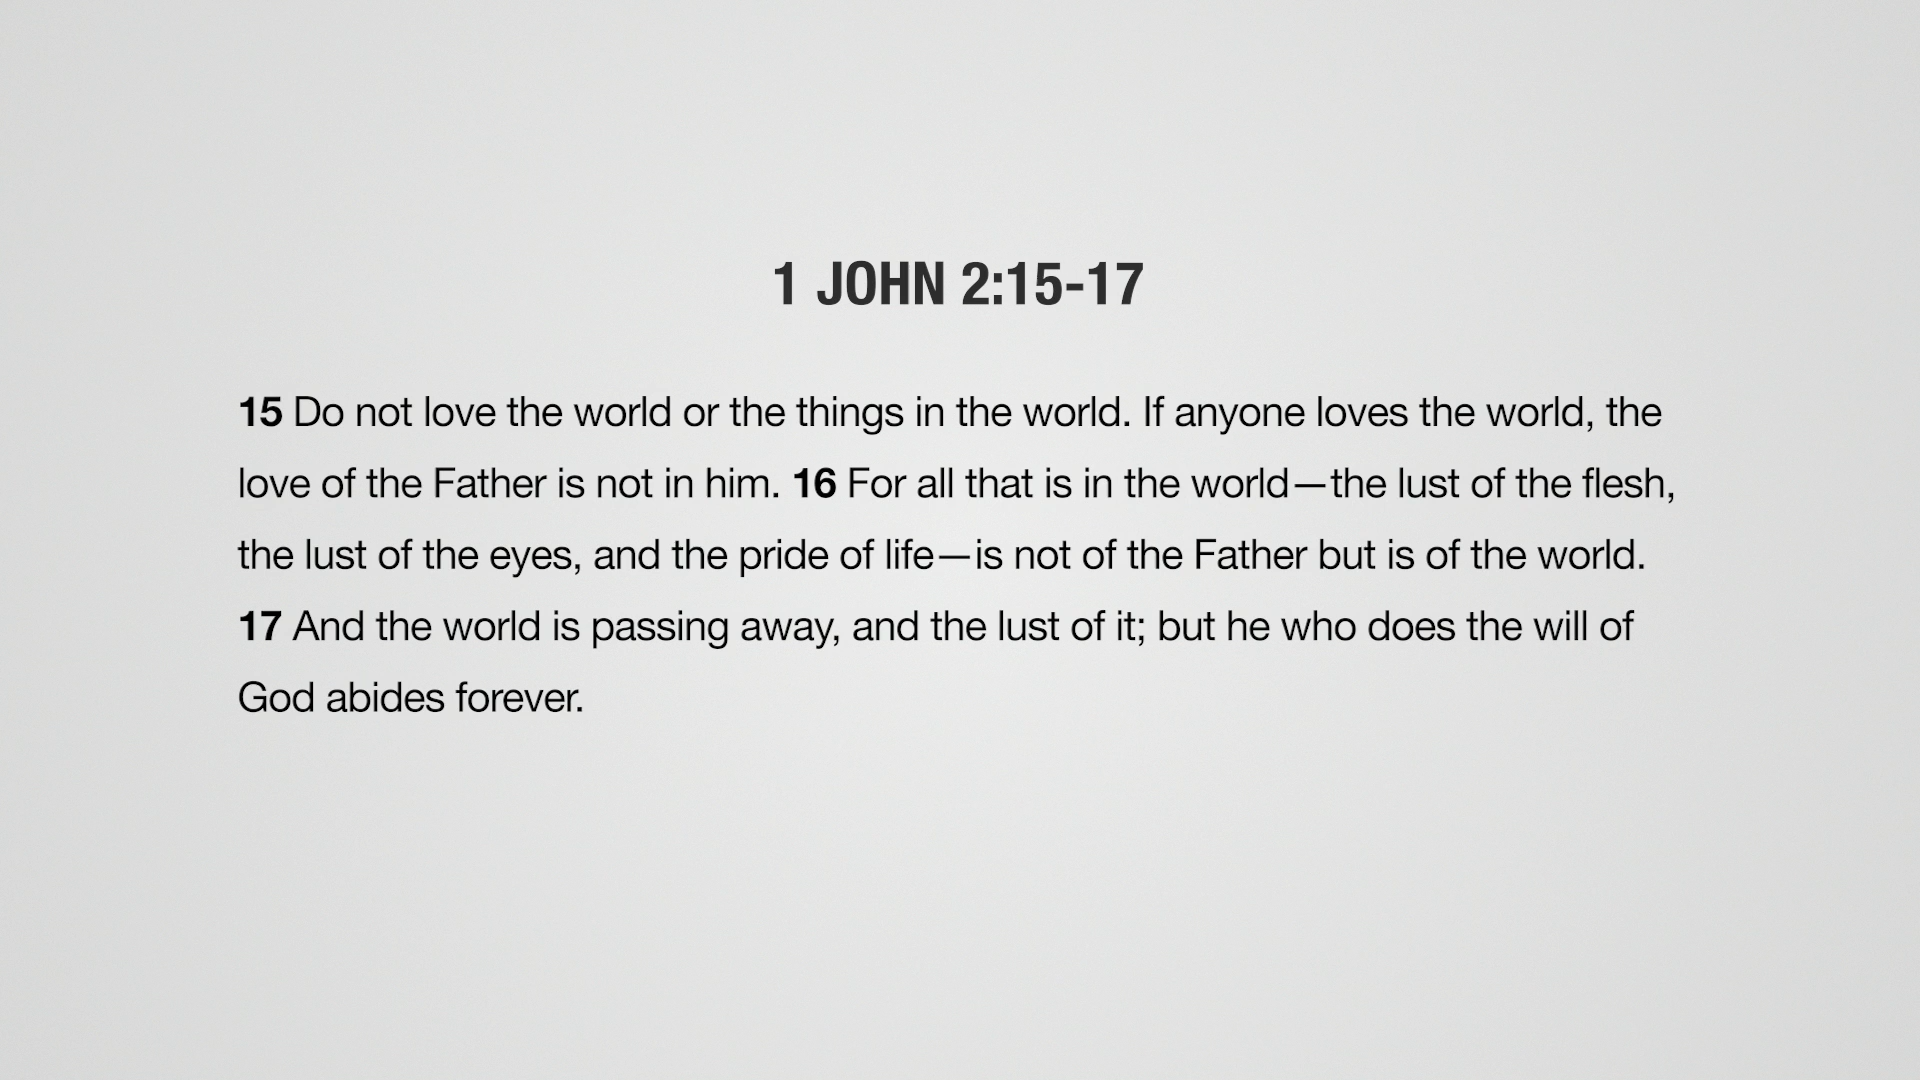 1 JOHN 2:15-17
15 Do not love the world or the things in the world. If anyone loves the world, the
love of the Father is not in him. 16 For all that is in the world—the lust of the flesh,
the lust of the eyes, and the pride of life—is not of the Father but is of the world.
17 And the world is passing away, and the lust of it; but he who does the will of
God abides forever.